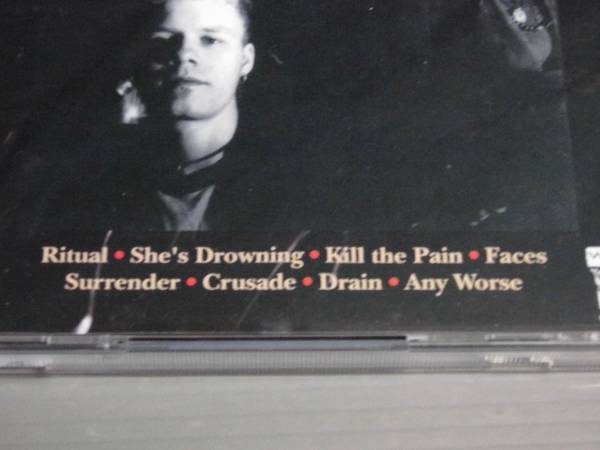 Ritual • She's Drowning • Kill the Pain • Faces
Surrender • Crusade • Drain • Any Worse